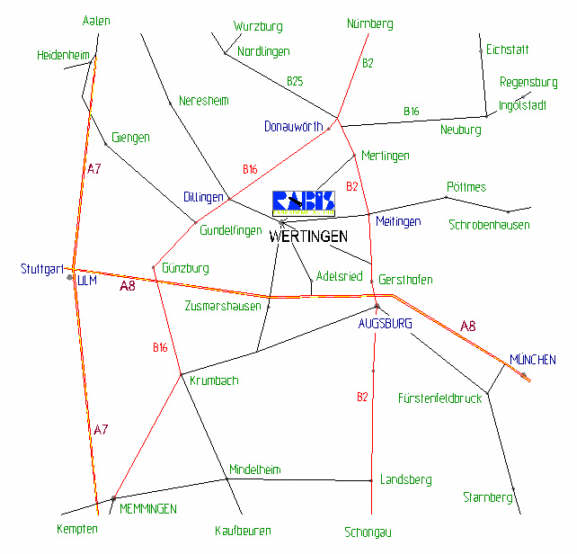 Aalen
Wurzburg
Nürnberg
Heidenheim
Nordlingen
Eichstatt
B2
B25
Regensburg
Neresheim
Ingolstadt
B16
Donauwörth
Neuburg
Giengen
Mertlingen
A7
B16
B2
Dillingen
RABIS
Pöttmes
Gundelfingen
WERTINGEN
Meitingen
Schrobenhausen
Stuttgart
Günzburg
ULM
A8
Adelsried
Gersthofen
Zusmarshausen
AUGSBURG
A8
B16
MÜNCHEN
Krumbach
B2
Fürstenfeldbruck
A7
Mindelheim
Landsberg
Starnberg
MEMMINGEN
Kempten
Kaufbeuren
Schongau